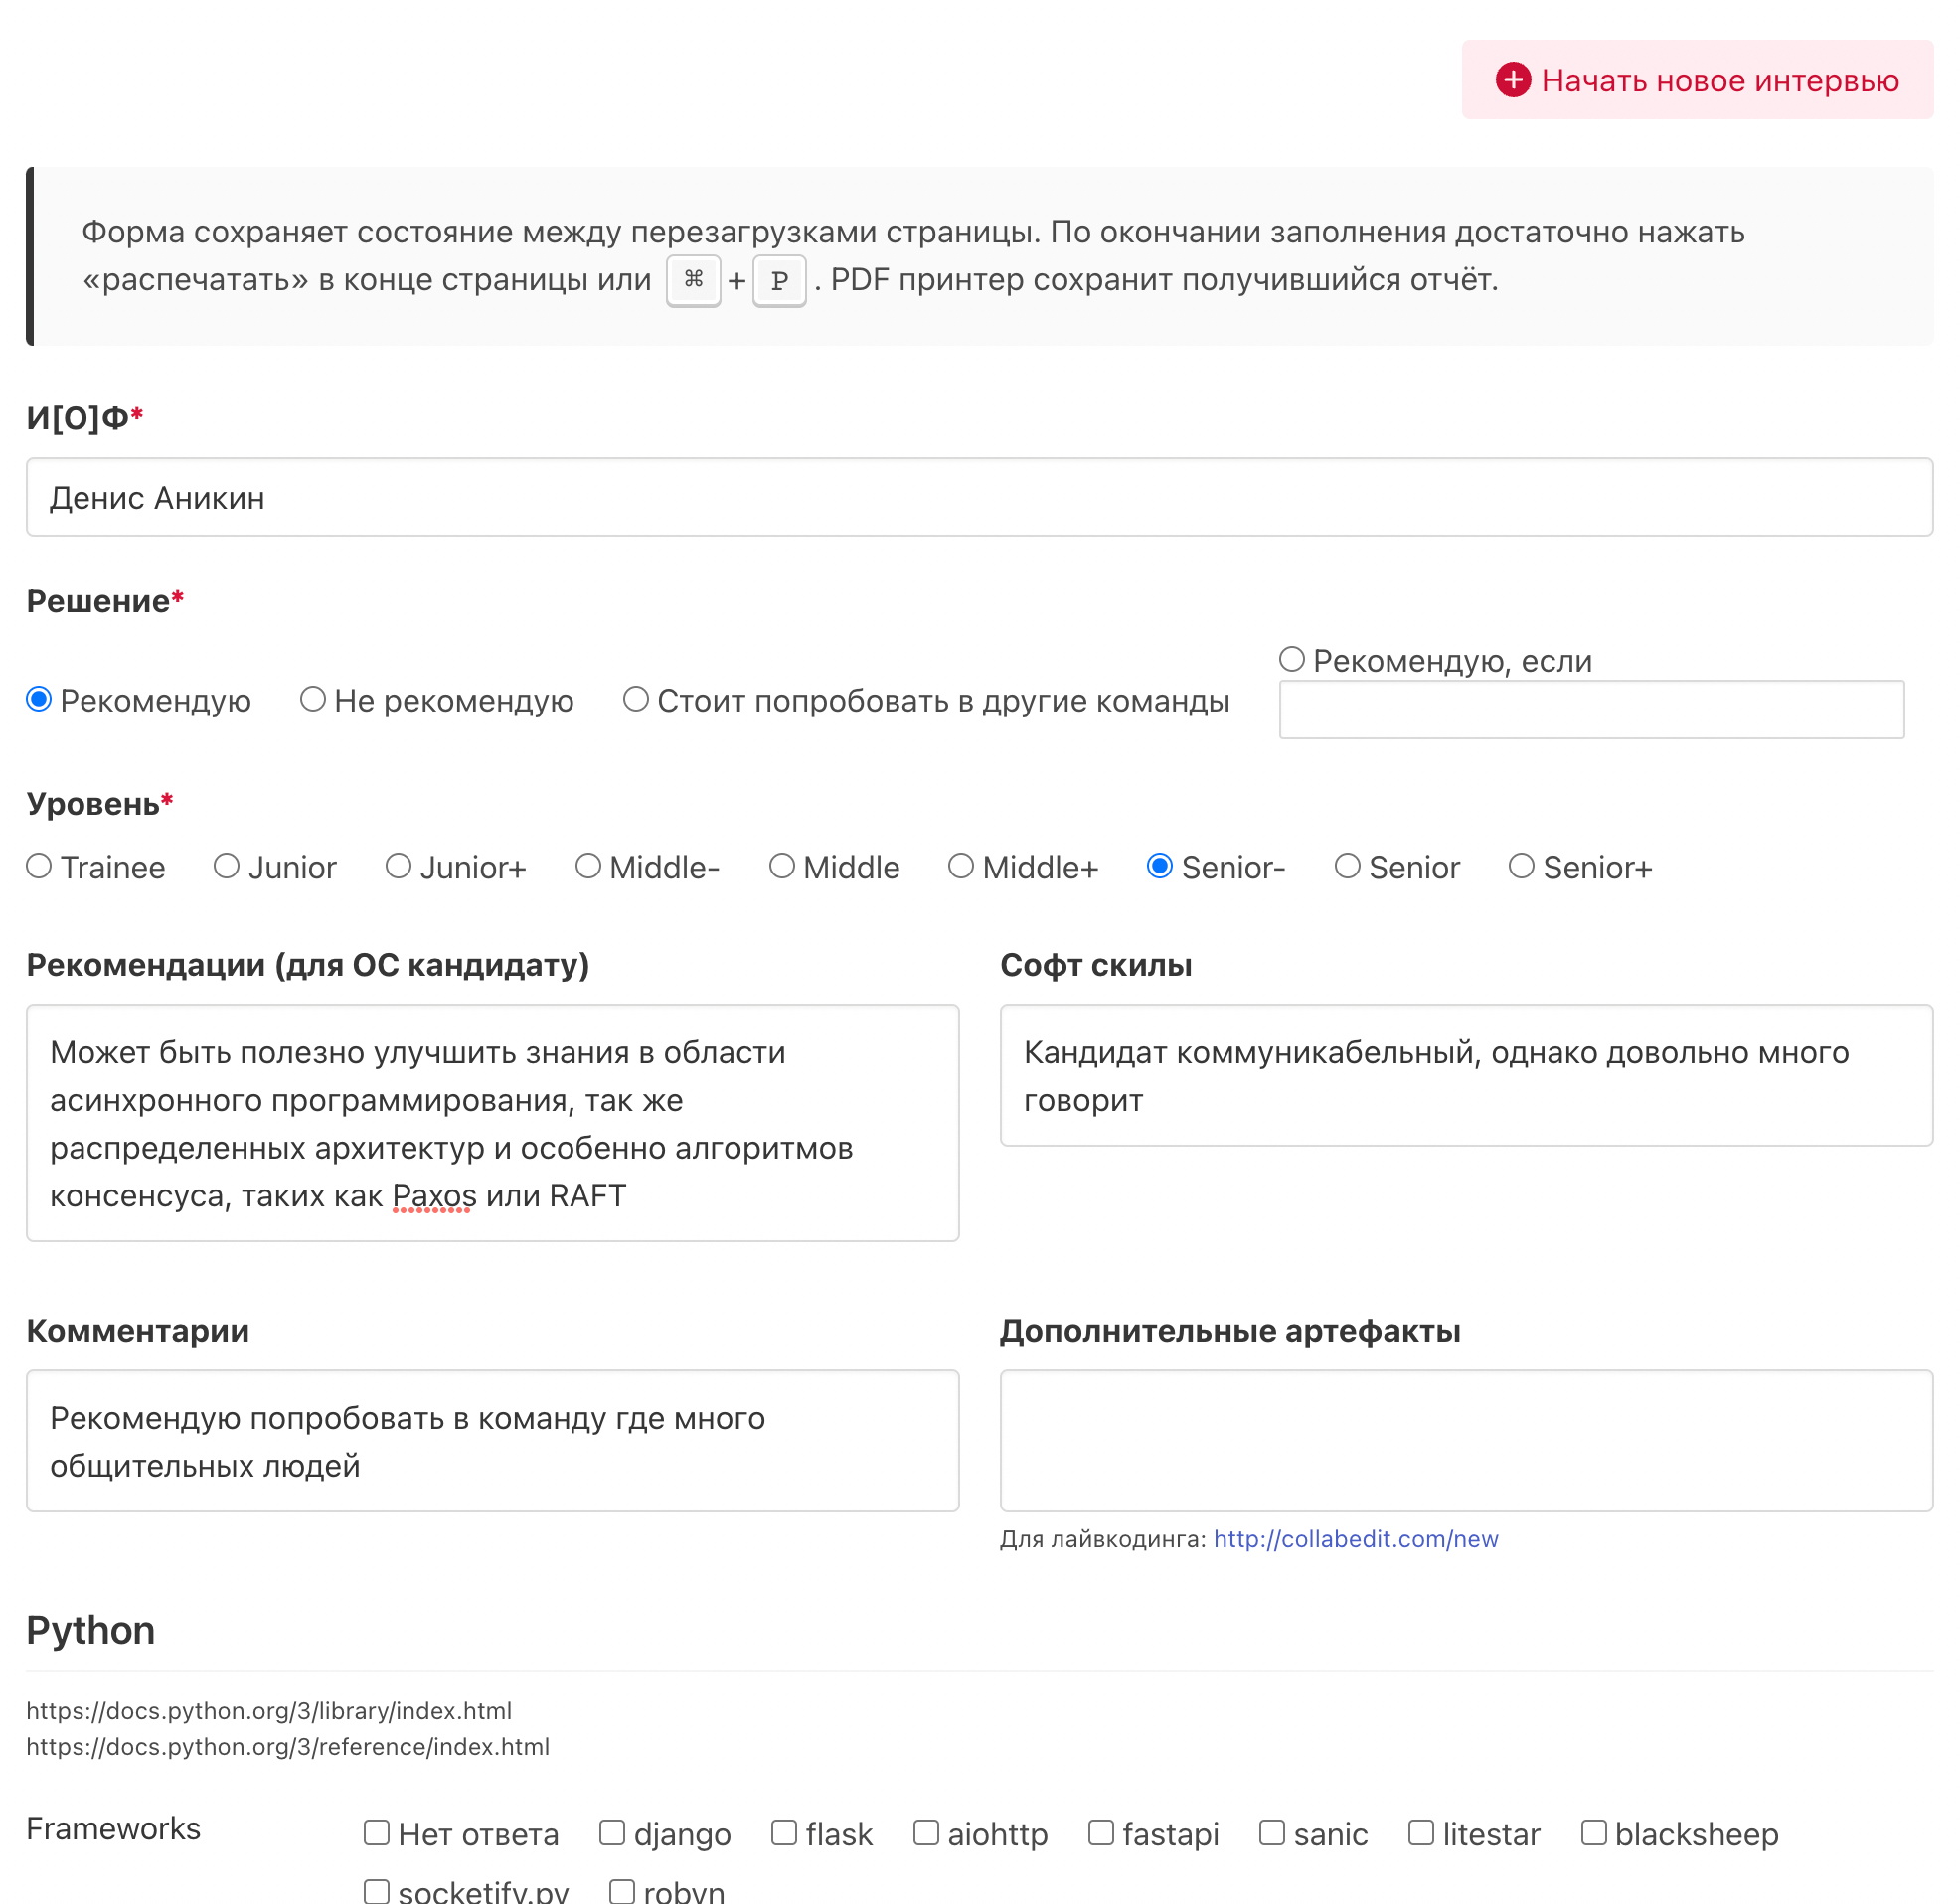 Начать новое интервью
Форма сохраняет состояние между перезагрузками страницы. По окончании заполнения достаточно нажать
«распечатать» в конце страницы или ⌘ + P . PDF принтер сохранит получившийся отчёт.
И[О]Ф*
Денис Аникин
Решение*
Рекомендую Не рекомендую Стоит попробовать в другие команды Рекомендую, если
Уровень*
Trainee Junior Junior+ Middle- Middle Middle+ Senior- Senior Senior+
Рекомендации (для ОС кандидату)
Может быть полезно улучшить знания в области
асинхронного программирования, так же
распределенных архитектур и особенно алгоритмов
консенсуса, таких как Paxos или RAFT
Софт скилы
Кандидат коммуникабельный, однако довольно много
говорит
Комментарии
Рекомендую попробовать в команду где много
общительных людей
Дополнительные артефакты
Для лайвкодинга: http://collabedit.com/new
Python
https://docs.python.org/3/library/index.html
https://docs.python.org/3/reference/index.html
Frameworks
Нет ответа django flask aiohttp fastapi sanic litestar blacksheep
socketify.py robyn